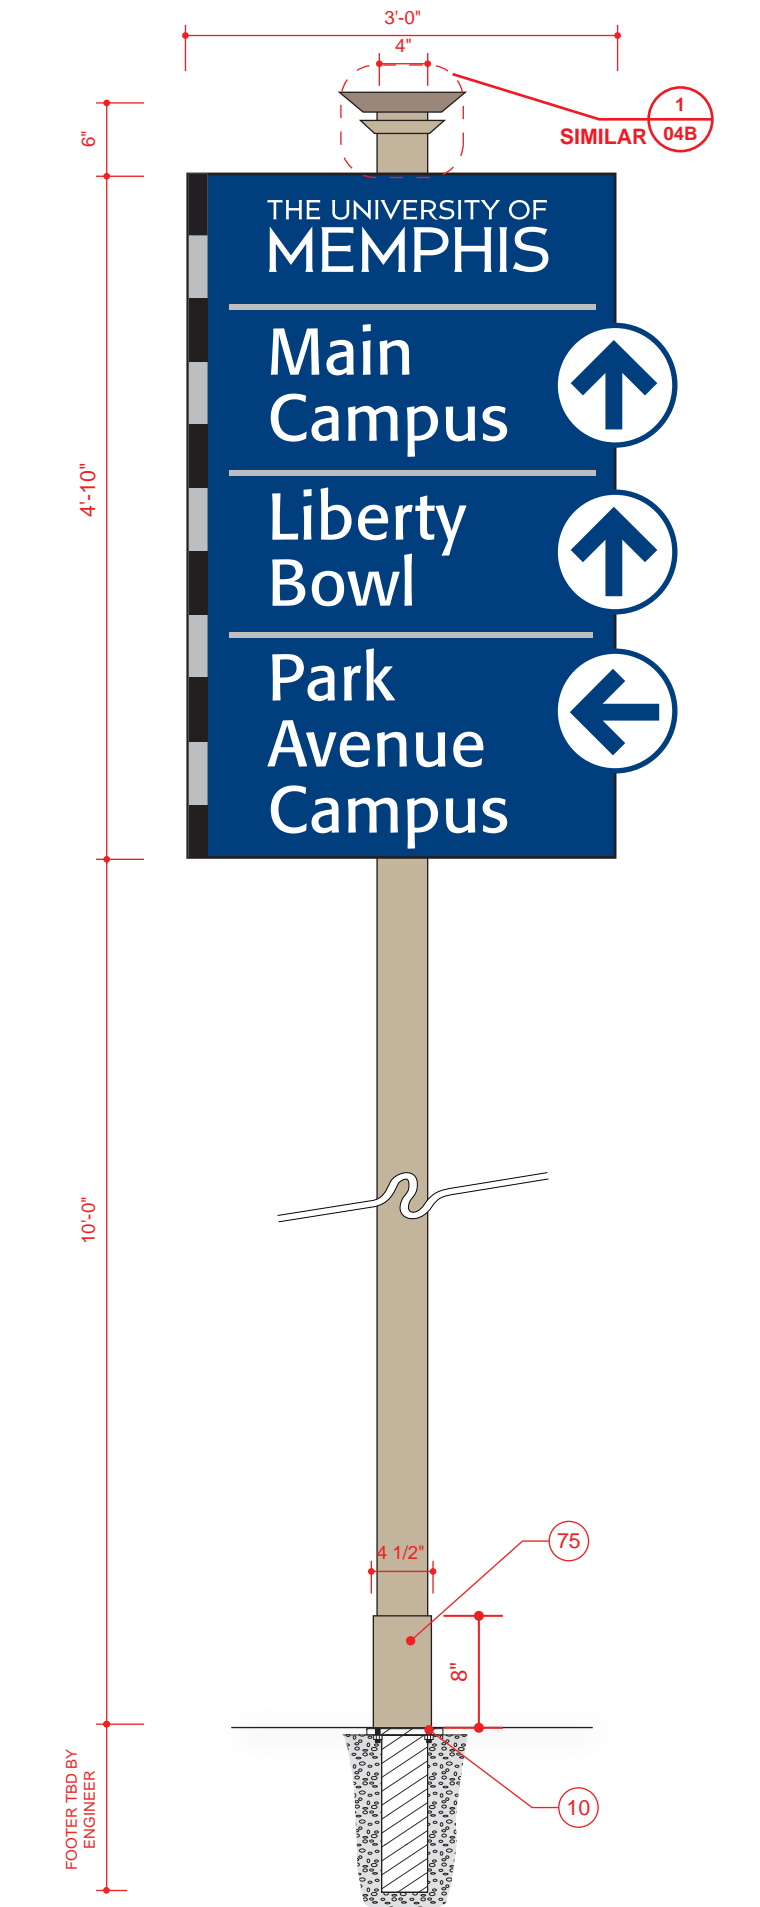 3'-0"
4"
1
SIMILAR
04B
6"
THE UNIVERSITY OF
MEMPHIS
Main
Campus
4'-10"
Liberty
Bowl
Park
Avenue
Campus
10'-0"
75
4 1/2"
8"
FOOTER TBD BY
ENGINEER
10